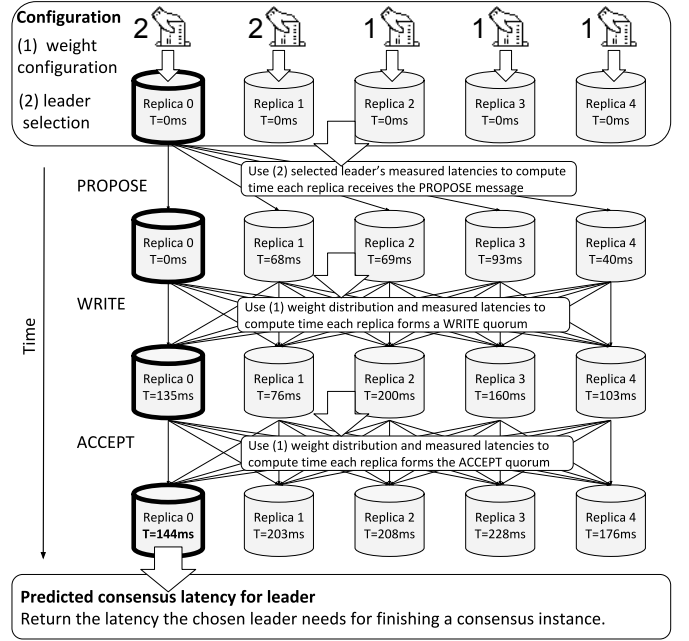 Configuration
(1) weight
configuration
2 2 1 1 1
(2) leader
selection
Replica 0 Replica 1 Replica 2 Replica 3 Replica 4
T=0ms T=0ms T=0ms T=0ms T=0ms
PROPOSE
Use (2) selected leader's measured latencies to compute
time each replica receives the PROPOSE message
Replica 0 Replica 1 Replica 2 Replica 3 Replica 4
T=0ms T=68ms T=69ms T=93ms T=40ms
WRITE
Use (1) weight distribution and measured latencies to
compute time each replica forms a WRITE quorum
Time
Replica 0 Replica 1 Replica 2 Replica 3 Replica 4
T=135ms T=76ms T=200ms T=160ms T=103ms
ACCEPT
Use (1) weight distribution and measured latencies to
compute time each replica forms the ACCEPT quorum
Replica 0 Replica 1 Replica 2 Replica 3 Replica 4
T=144ms T=203ms T=208ms T=228ms T=176ms
Predicted consensus latency for leader
Return the latency the chosen leader needs for finishing a consensus instance.